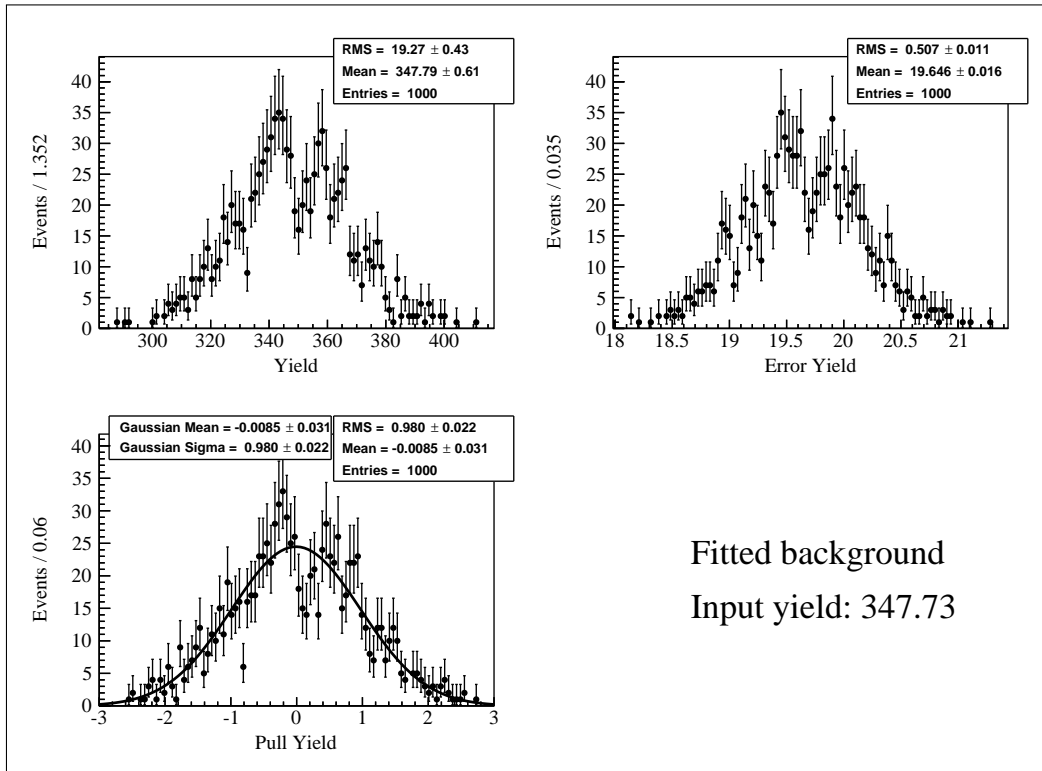 RMS = 19.27 ± 0.43
Mean = 347.79 ± 0.61
Entries = 1000
Events / 1.352
40
35
30
25
20
15
10
5
0
300 320 340 360 380 400
Yield
RMS = 0.507 ± 0.011
Mean = 19.646 ± 0.016
Entries = 1000
Events / 0.035
40
35
30
25
20
15
10
5
0
18 18.5 19 19.5 20 20.5 21
Error Yield
Gaussian Mean = -0.0085 ± 0.031
Gaussian Sigma = 0.980 ± 0.022
RMS = 0.980 ± 0.022
Mean = -0.0085 ± 0.031
Entries = 1000
Events / 0.06
40
35
30
25
20
15
10
5
0
-3 -2 -1 0 1 2 3
Pull Yield
Fitted background
Input yield: 347.73